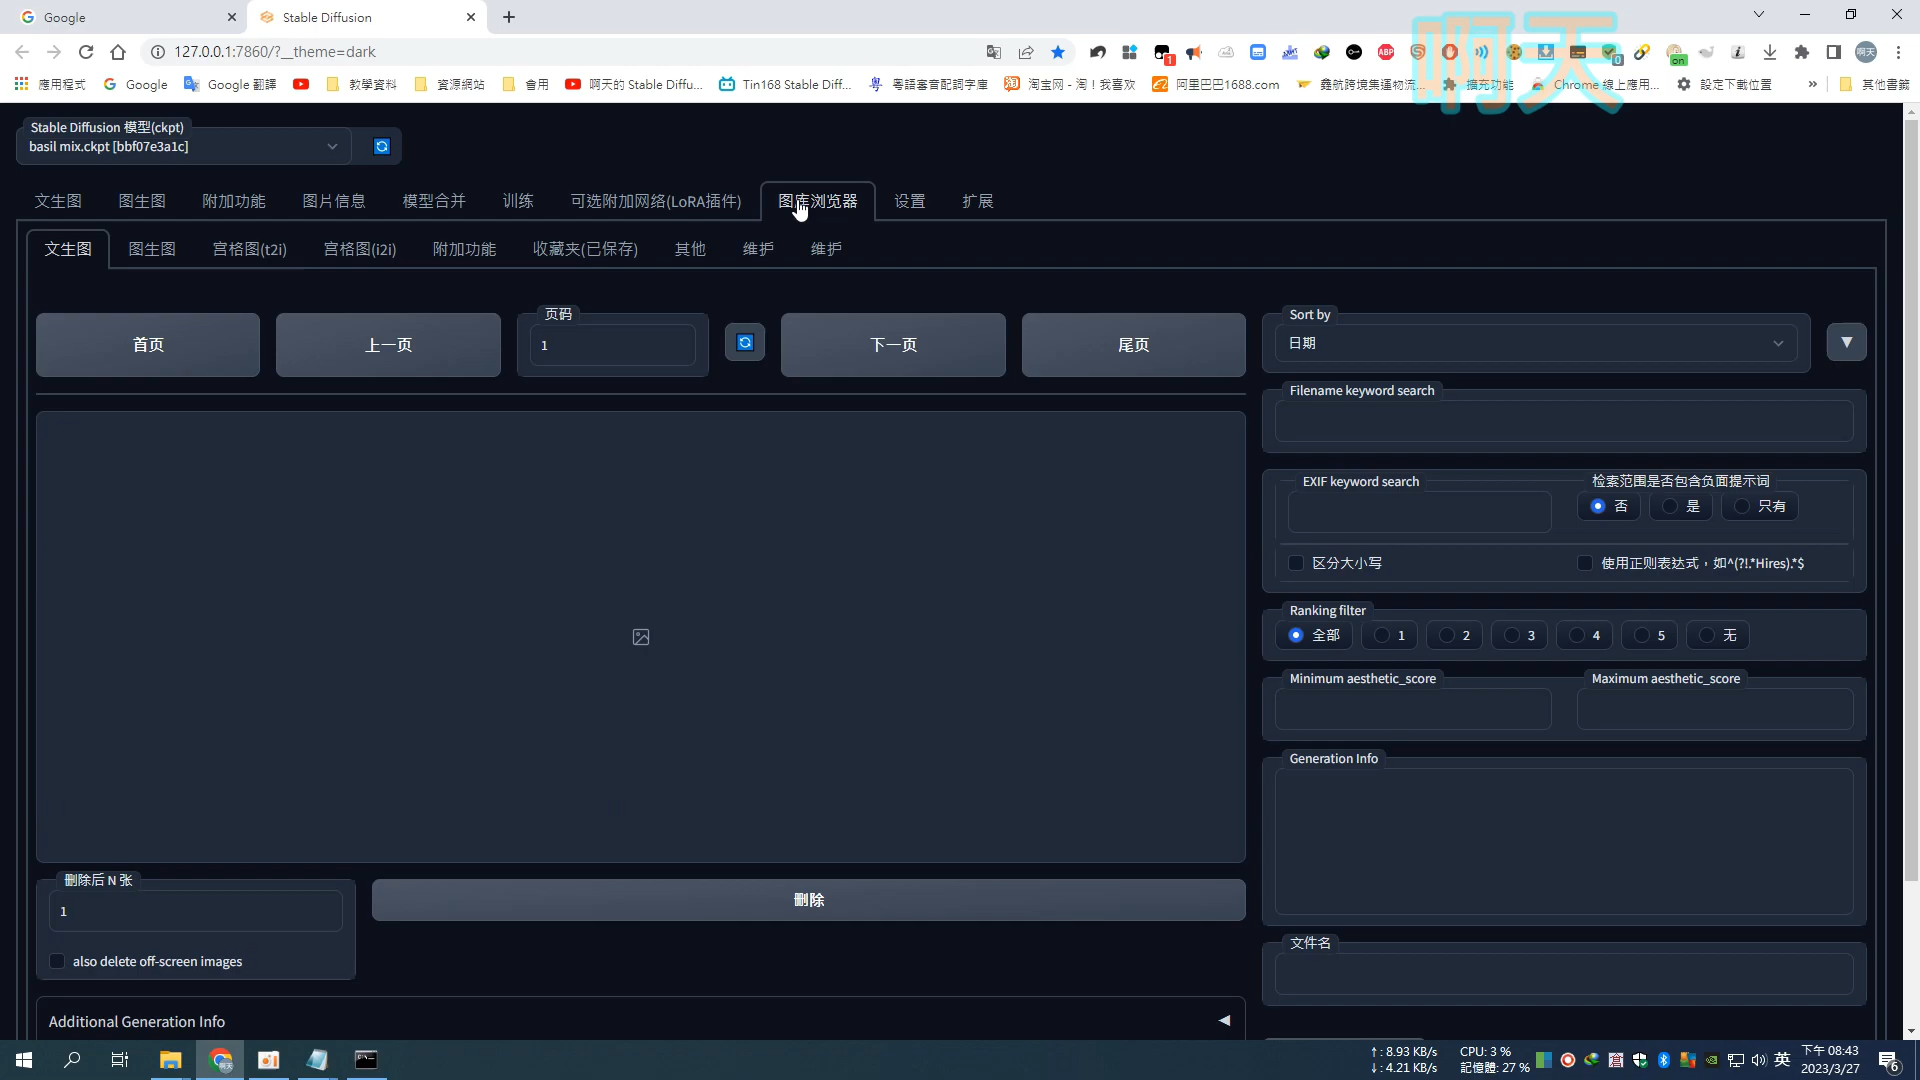 Google
Stable Diffusion
啊天
127.0.0.1:7860/?__theme=dark
應用程式
Google
Google 翻譯
教學資料
資源網站
會用
啊天的 Stable Diffu...
Tin168 Stable Diff...
粵語審音配詞字庫
淘宝网 - 淘！我喜欢
阿里巴巴1688.com
鑫航跨境集運物流...
擴充功能
Chrome 線上應用...
設定下載位置
其他書籤
Stable Diffusion 模型(ckpt)
basil mix.ckpt [bbf07e3a1c]
文生图 图生图 附加功能 图片信息 模型合并 训练 可选附加网络(LoRA插件) 图库浏览器 设置 扩展
文生图 图生图 宫格图(t2i) 宫格图(i2i) 附加功能 收藏夹(已保存) 其他 维护 维护
首页
上一页
页码
1
下一页
尾页
Sort by
日期
▼
Filename keyword search
EXIF keyword search
检索范围是否包含负面提示词
否 是 只有
区分大小写
使用正则表达式，如^(?!.*Hires).*$
Ranking filter
全部 1 2 3 4 5 无
Minimum aesthetic_score
Maximum aesthetic_score
Generation Info
删除后 N 张
1
删除
also delete off-screen images
文件名
Additional Generation Info
↑ : 8.93 KB/s
↓ : 4.21 KB/s
CPU: 3 %
記憶體: 27 %
英
下午 08:43
2023/3/27
6